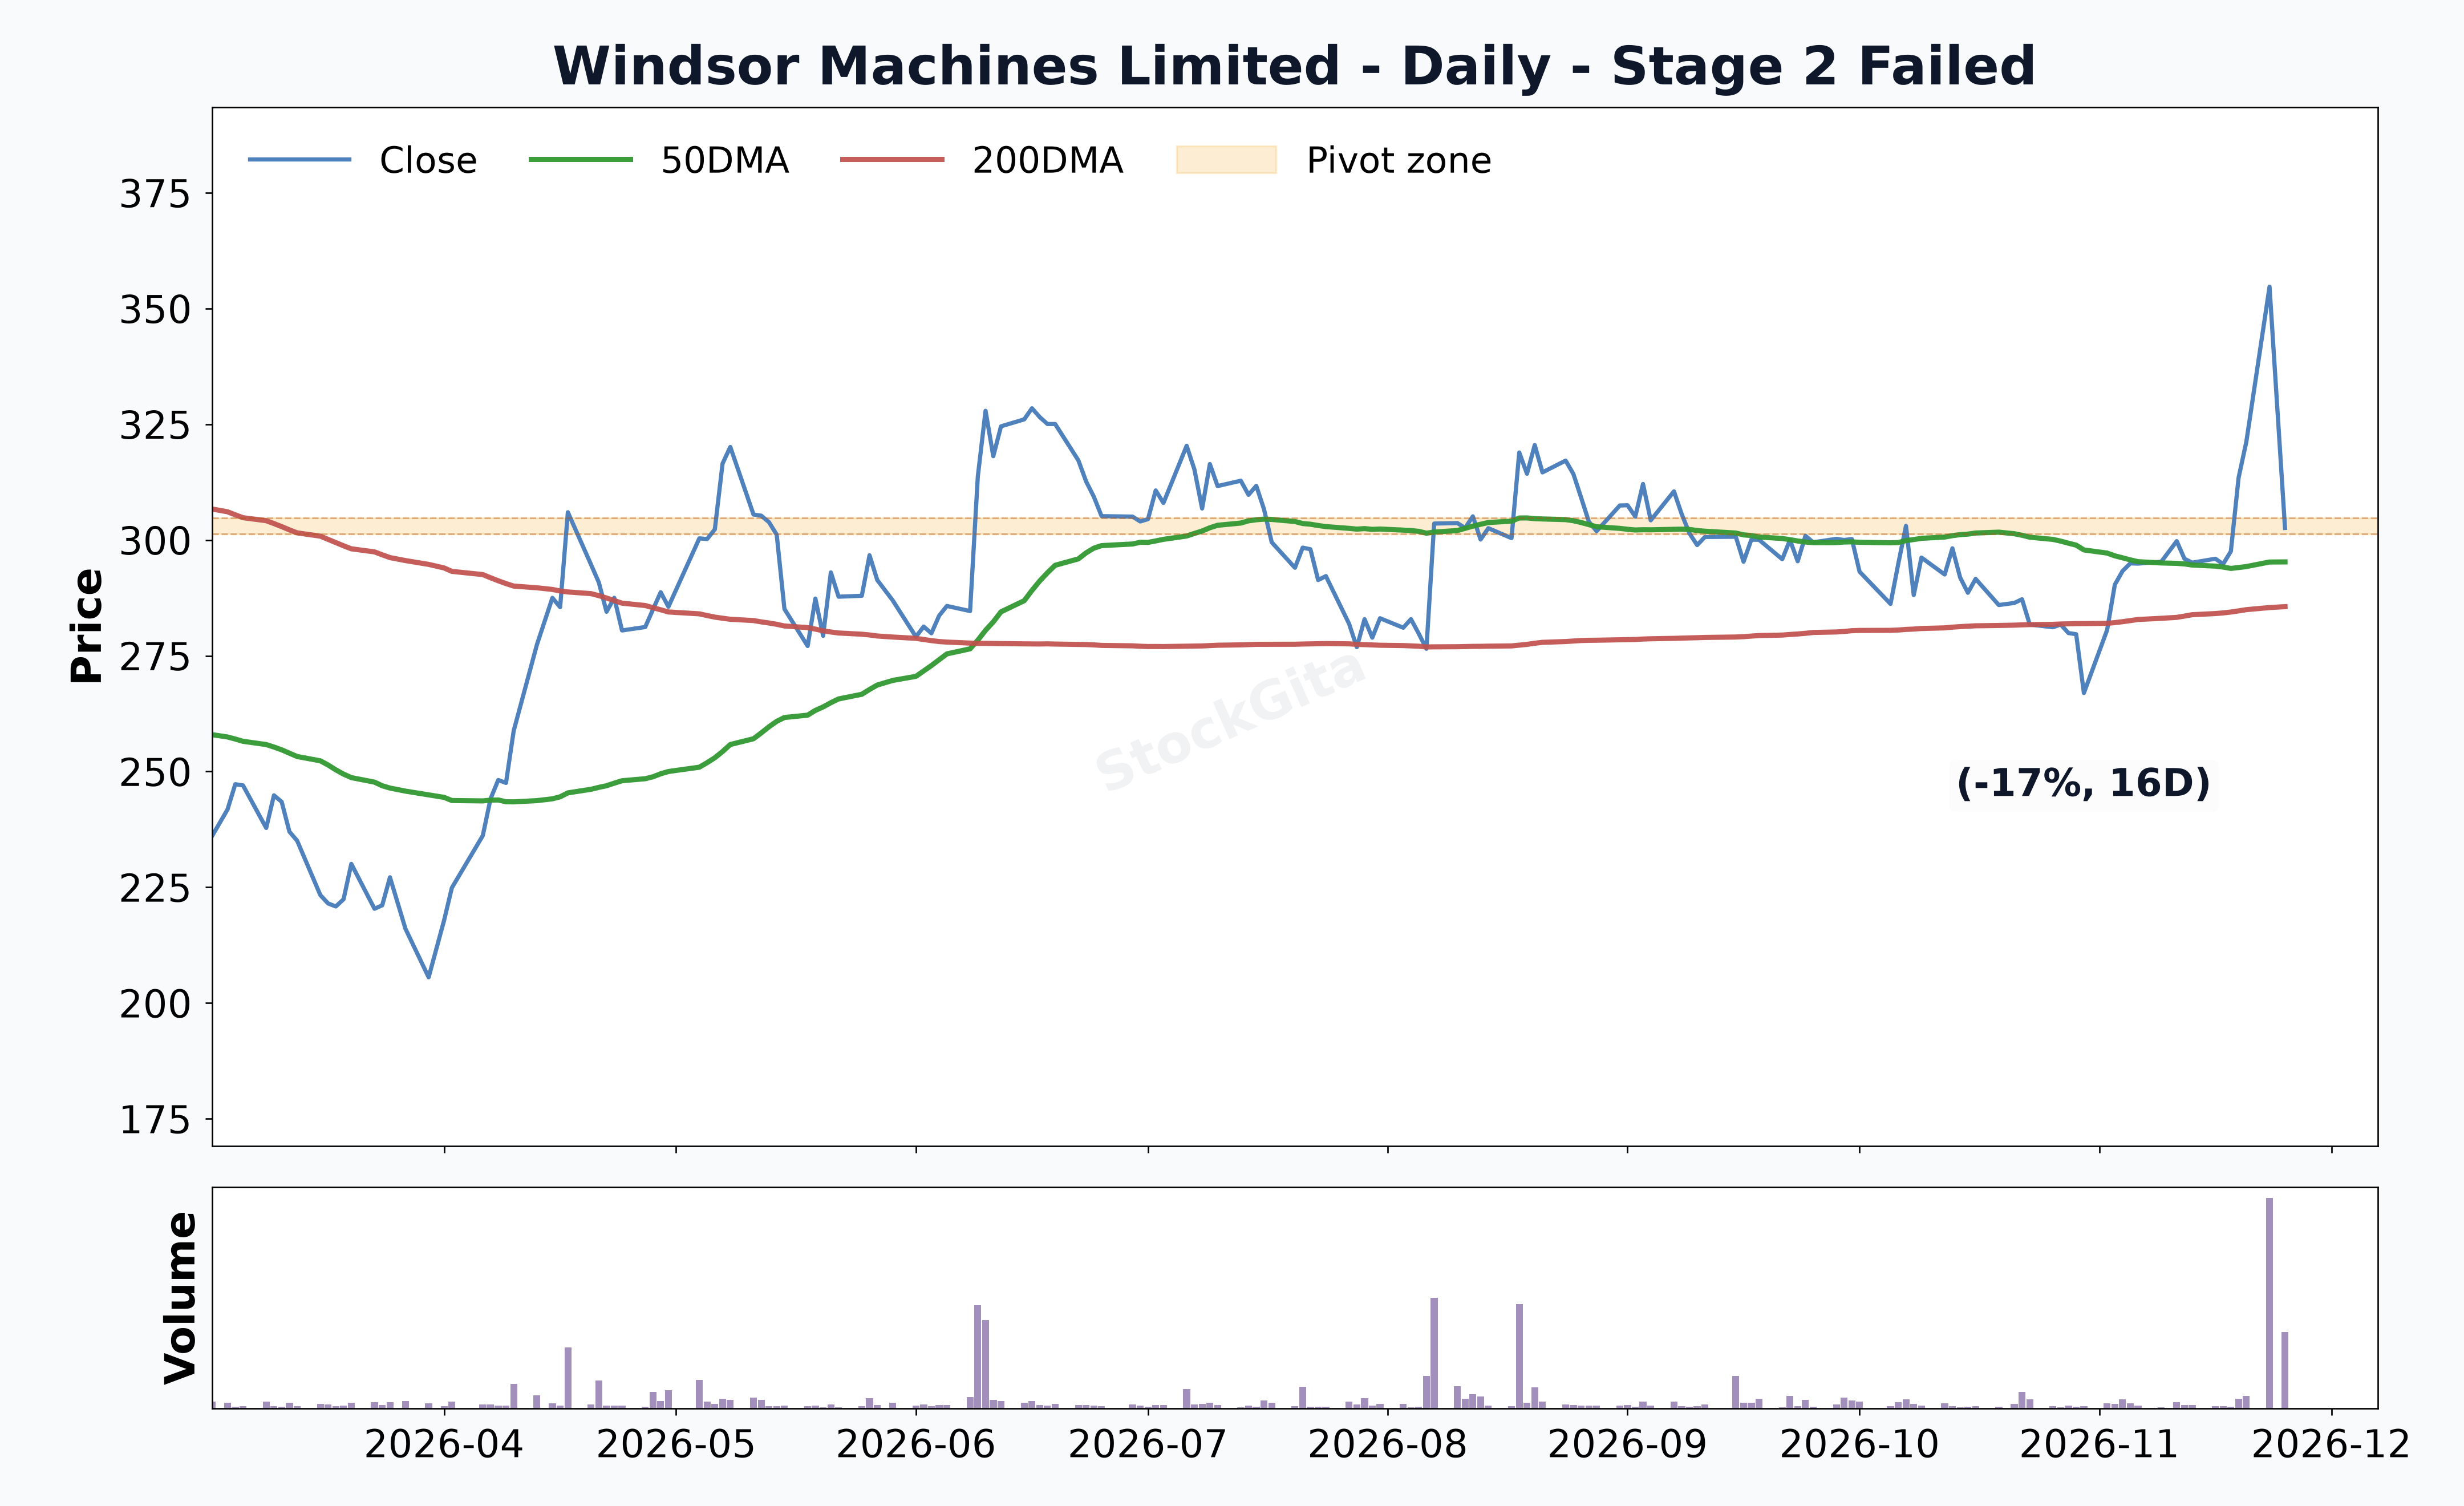 Windsor Machines Limited - Daily - Stage 2 Failed
Close 50DMA 200DMA Pivot zone
Price
375
350
325
300
275
250
225
200
175
StockGita
(-17%, 16D)
Volume
2026-04 2026-05 2026-06 2026-07 2026-08 2026-09 2026-10 2026-11 2026-12